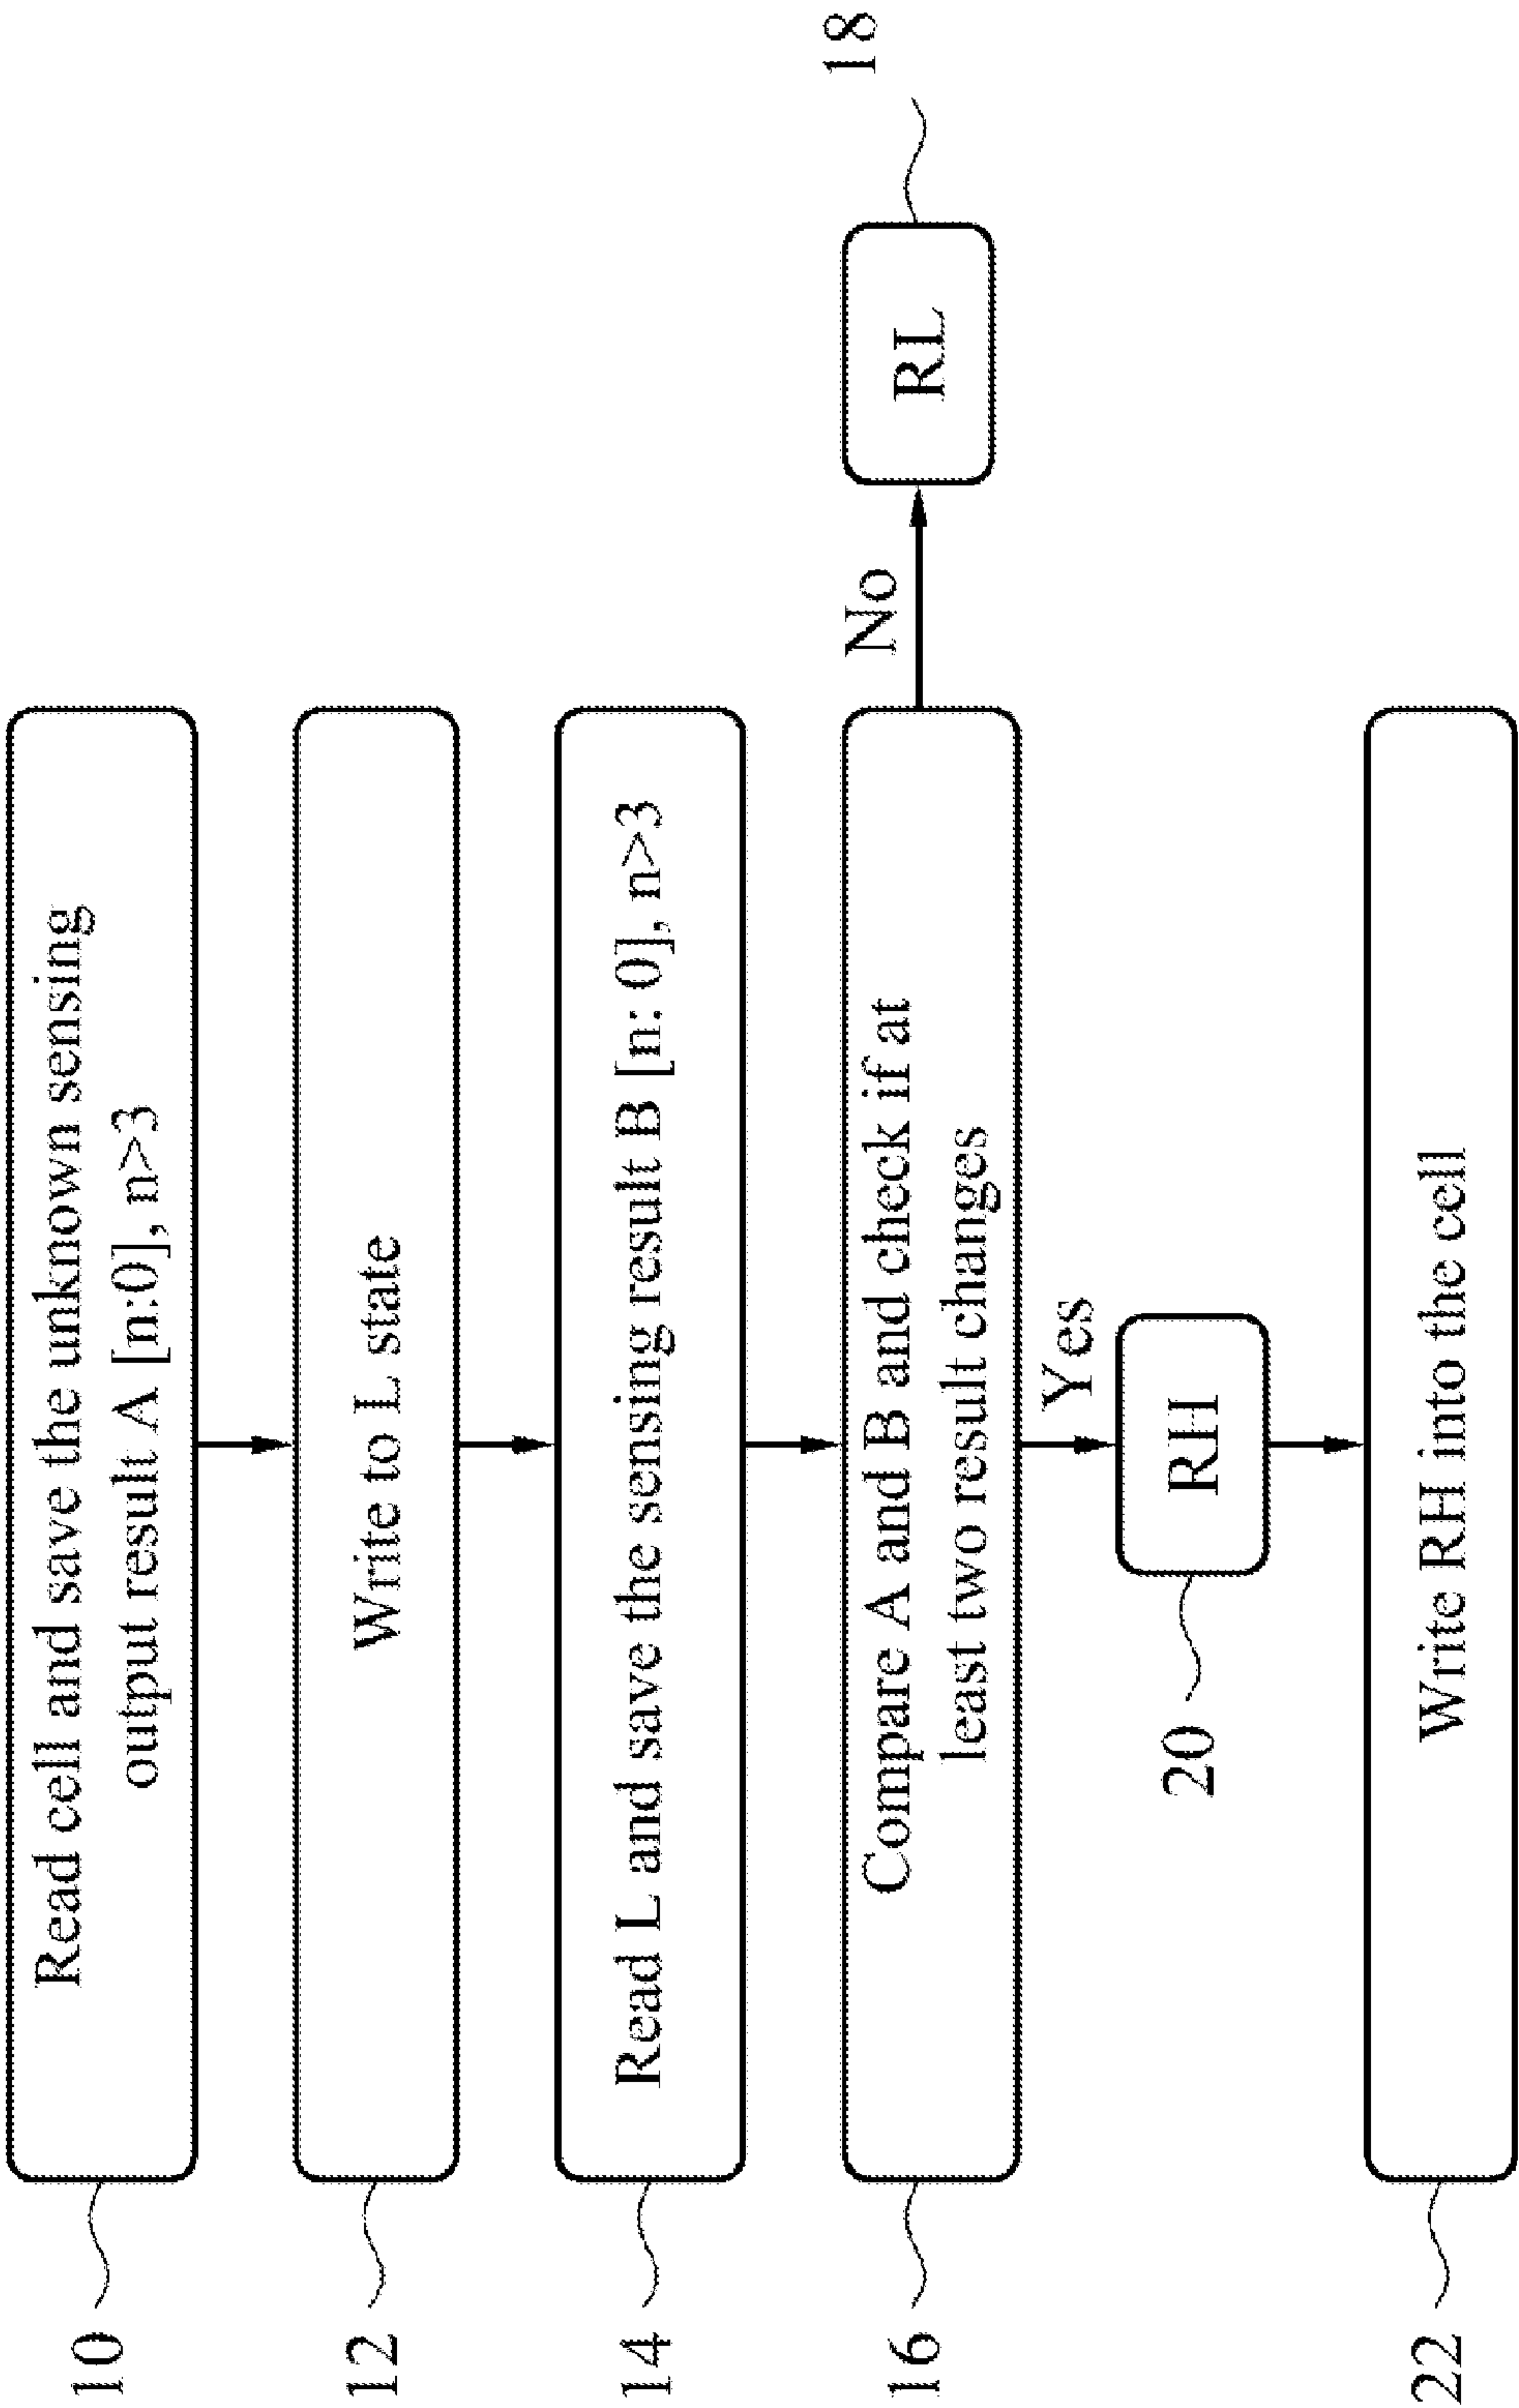 10
Read cell and save the unknown sensing
output result A [n:0], n>3
12
Write to L state
14
Read L and save the sensing result B [n: 0], n>3
16
Compare A and B and check if at
least two result changes
No
RL
18
Yes
20
RH
22
Write RH into the cell